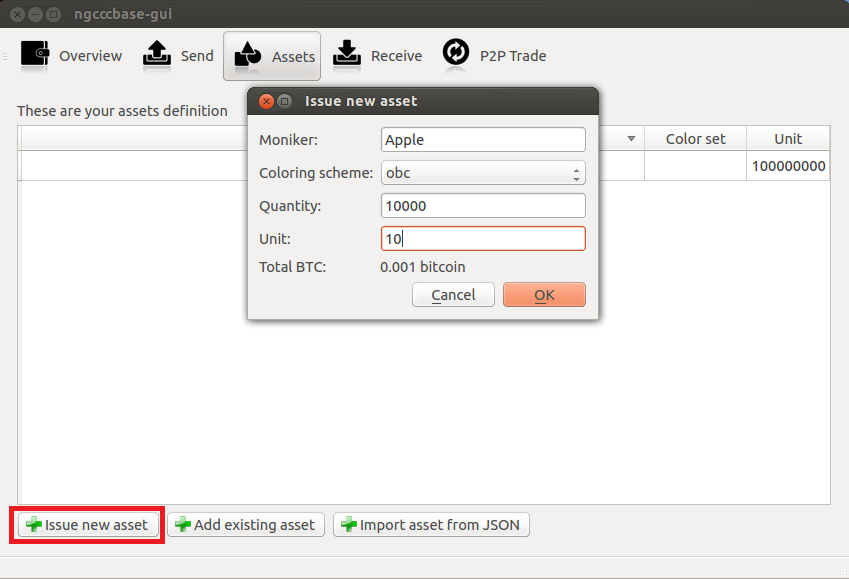 ngcccbase-gui
Overview Send Assets Receive P2P Trade
These are your assets definition
Color set Unit
100000000
Issue new asset
Moniker: Apple
Coloring scheme: obc
Quantity: 10000
Unit: 10
Total BTC: 0.001 bitcoin
Cancel OK
Issue new asset Add existing asset Import asset from JSON